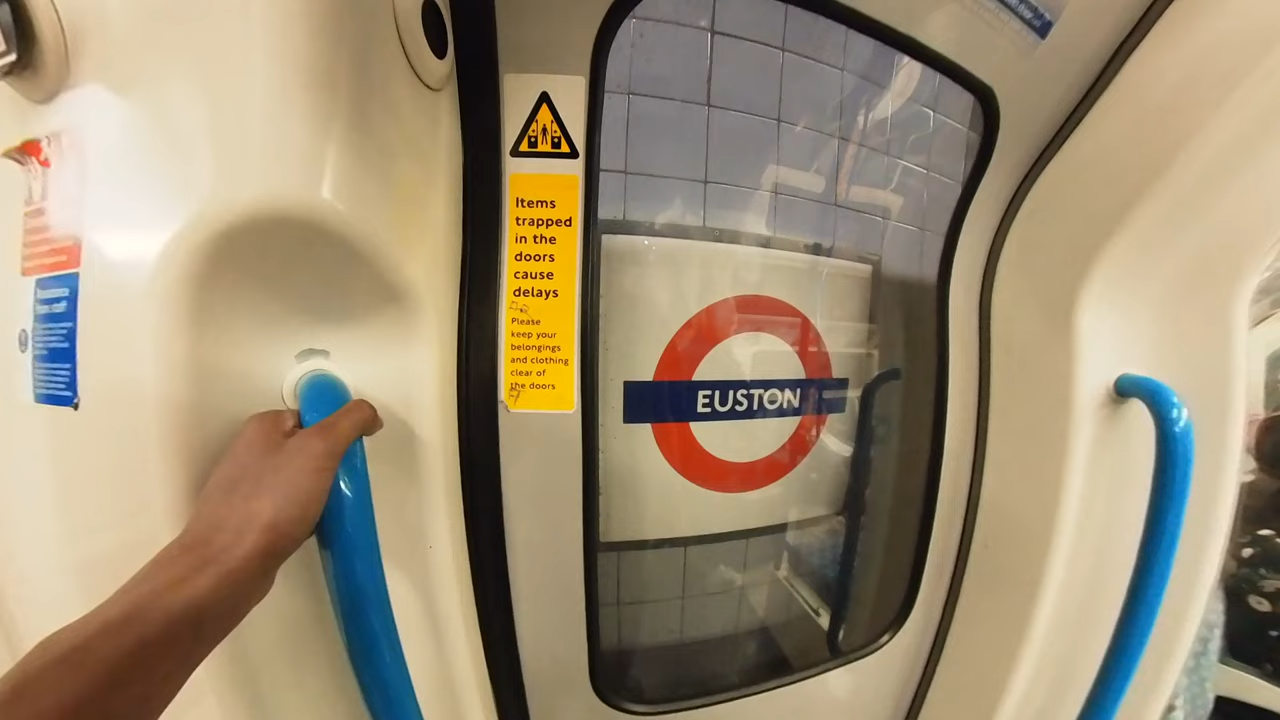 Items
trapped
in the
doors
cause
delays
Please
keep your
belongings
and clothing
clear of
the doors
EUSTON